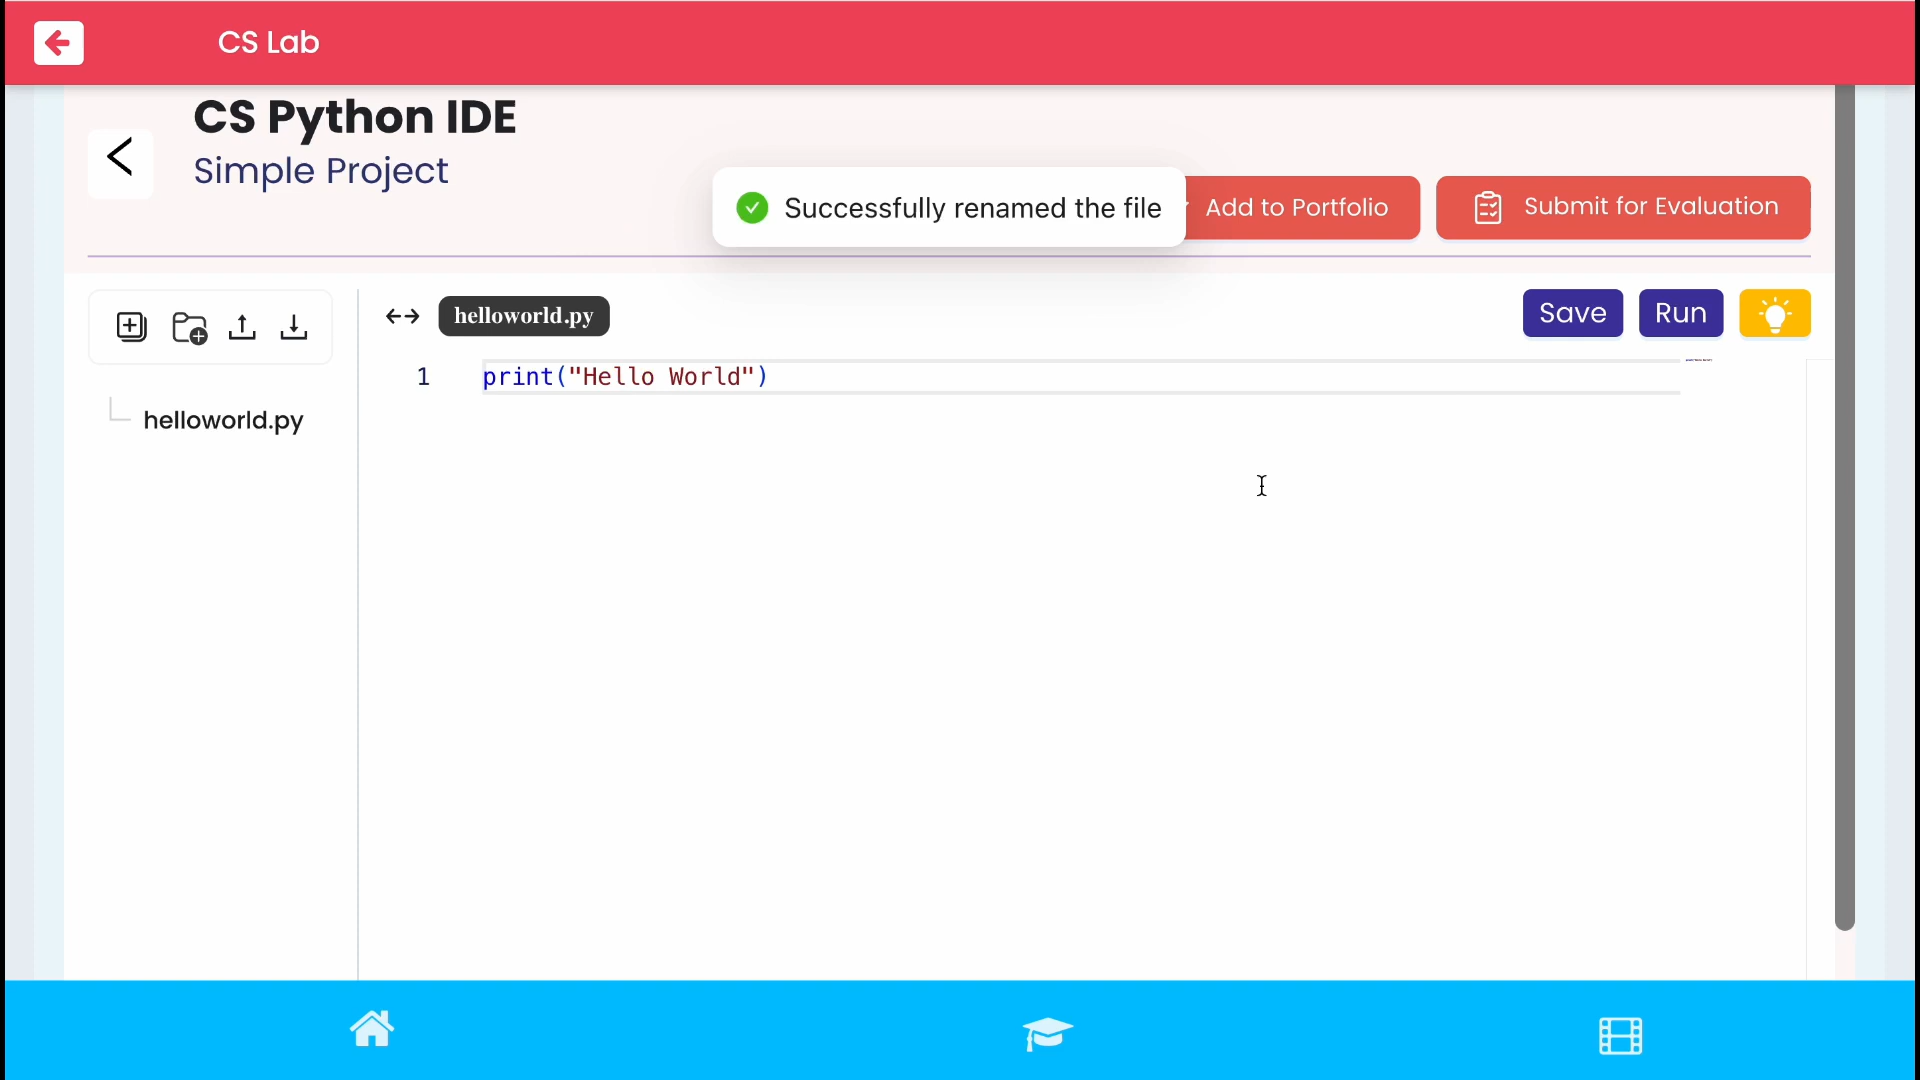 CS Lab
CS Python IDE
Simple Project
Successfully renamed the file
Add to Portfolio
Submit for Evaluation
helloworld.py
Save
Run
1 print("Hello World")
helloworld.py